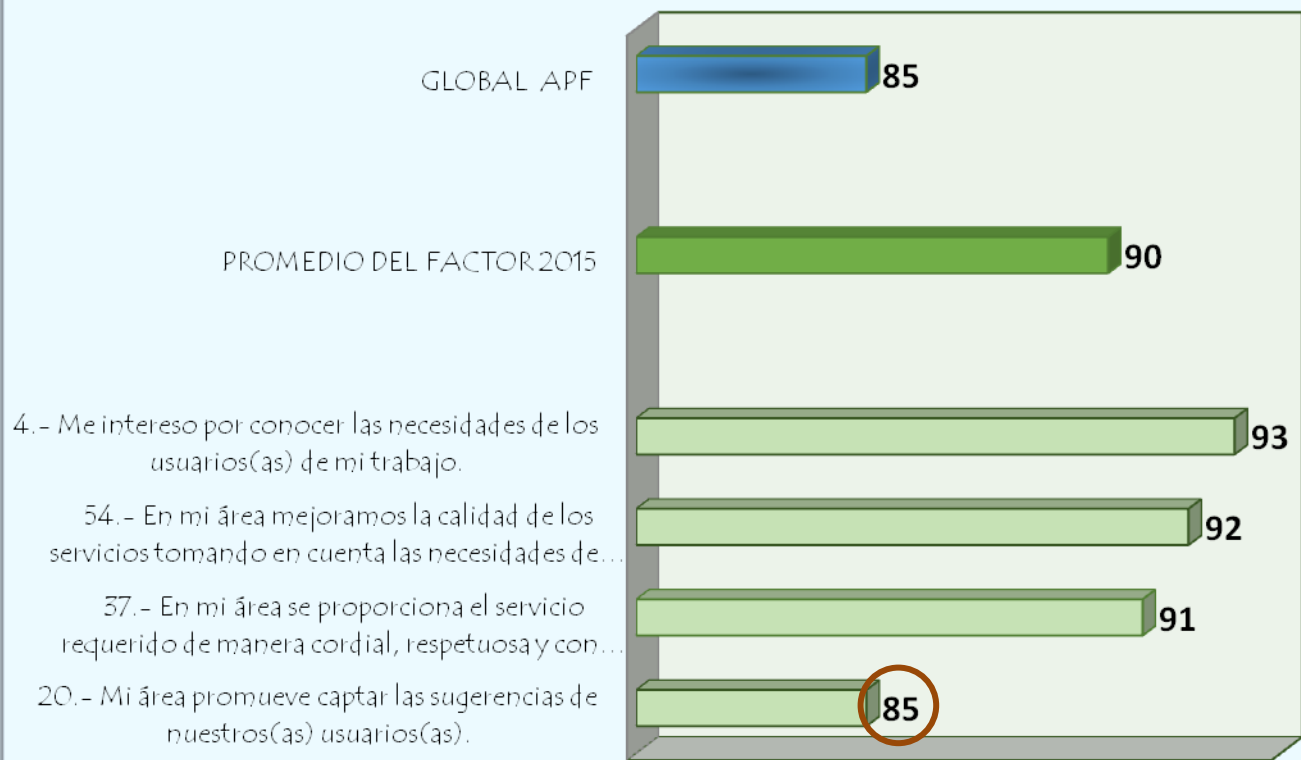 GLOBAL APF
85
PROMEDIO DEL FACTOR 2015
90
4.- Me intereso por conocer las necesidades de los
usuarios(as) de mi trabajo.
93
54.- En mi área mejoramos la calidad de los
servicios tomando en cuenta las necesidades de...
92
37.- En mi área se proporciona el servicio
requerido de manera cordial, respetuosa y con...
91
20.- Mi área promueve captar las sugerencias de
nuestros(as) usuarios(as).
85